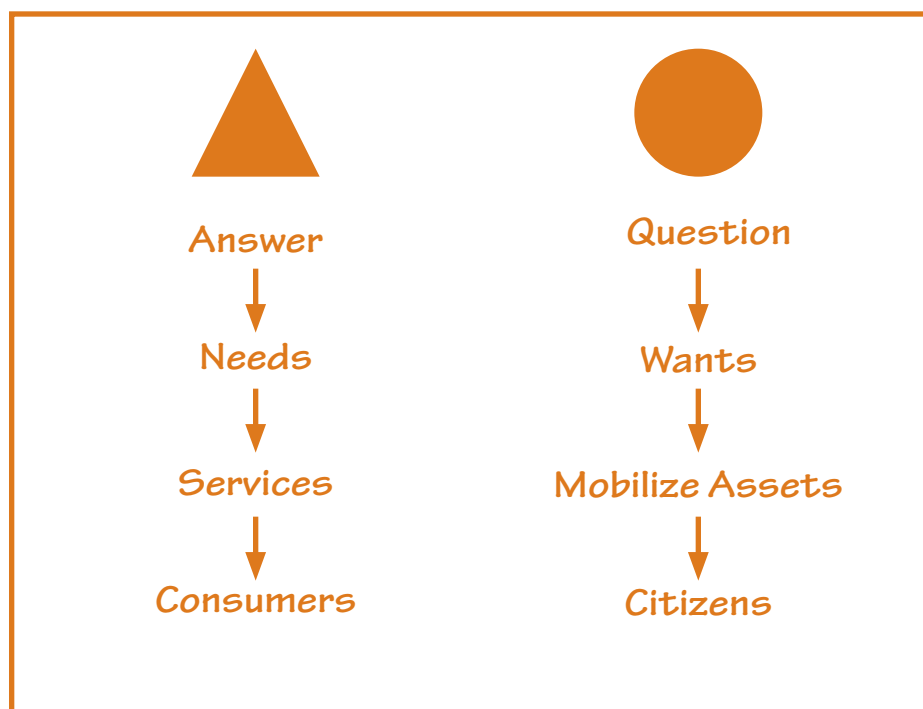 Answer
Needs
Services
Consumers
Question
Wants
Mobilize Assets
Citizens